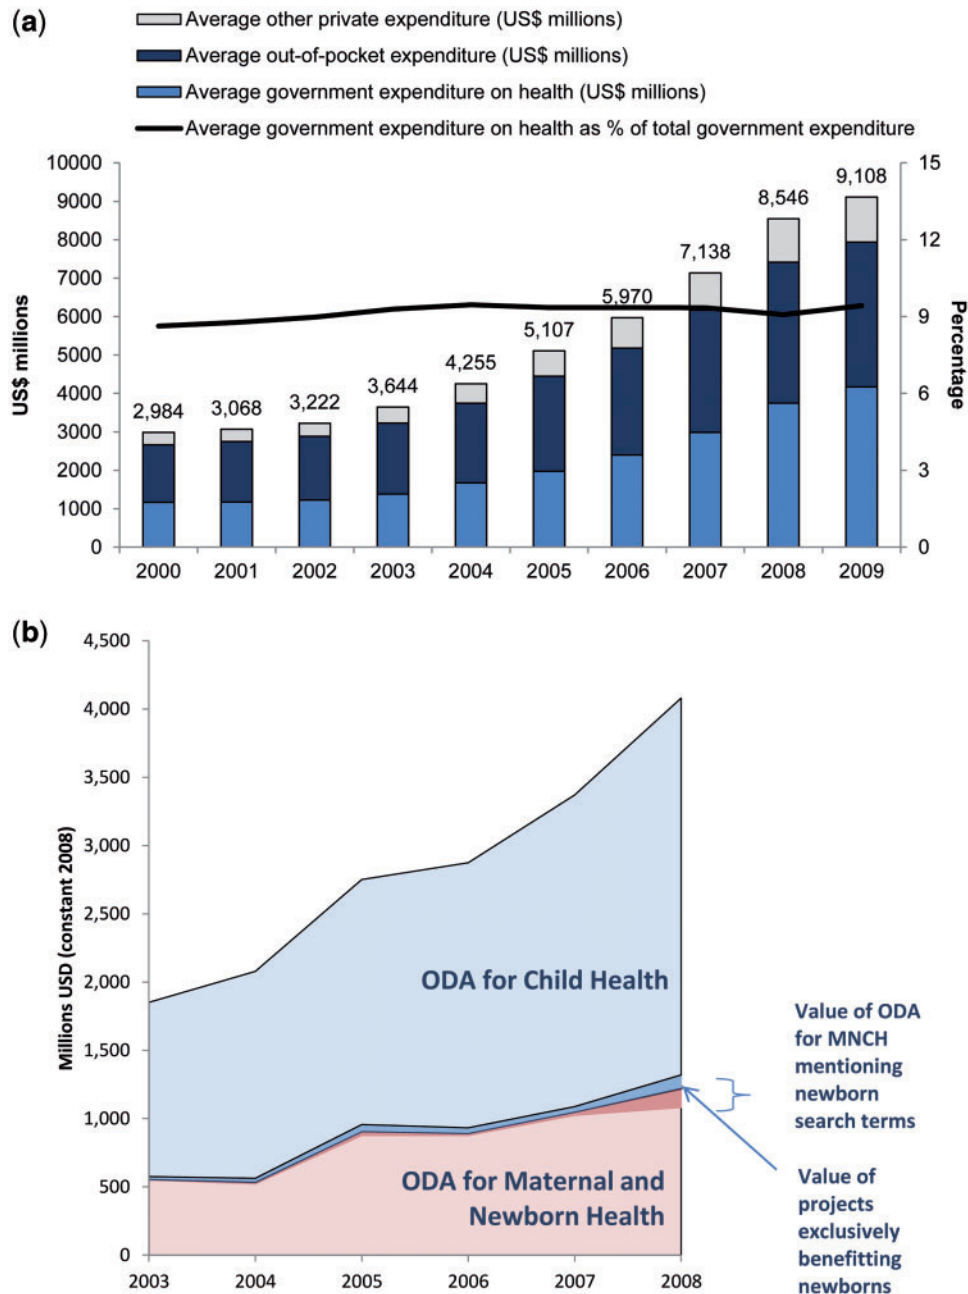 (a)
Average other private expenditure (US$ millions)
Average out-of-pocket expenditure (US$ millions)
Average government expenditure on health (US$ millions)
Average government expenditure on health as % of total government expenditure
US$ millions
10000
9000
8000
7000
6000
5000
4000
3000
2000
1000
0
2,984
3,068
3,222
3,644
4,255
5,107
5,970
7,138
8,546
9,108
15
12
9
6
3
0
Percentage
2000 2001 2002 2003 2004 2005 2006 2007 2008 2009
(b)
Millions USD (constant 2008)
4,500
4,000
3,500
3,000
2,500
2,000
1,500
1,000
500
0
ODA for Child Health
ODA for Maternal and
Newborn Health
Value of ODA
for MNCH
mentioning
newborn
search terms
Value of
projects
exclusively
benefitting
newborns
2003 2004 2005 2006 2007 2008